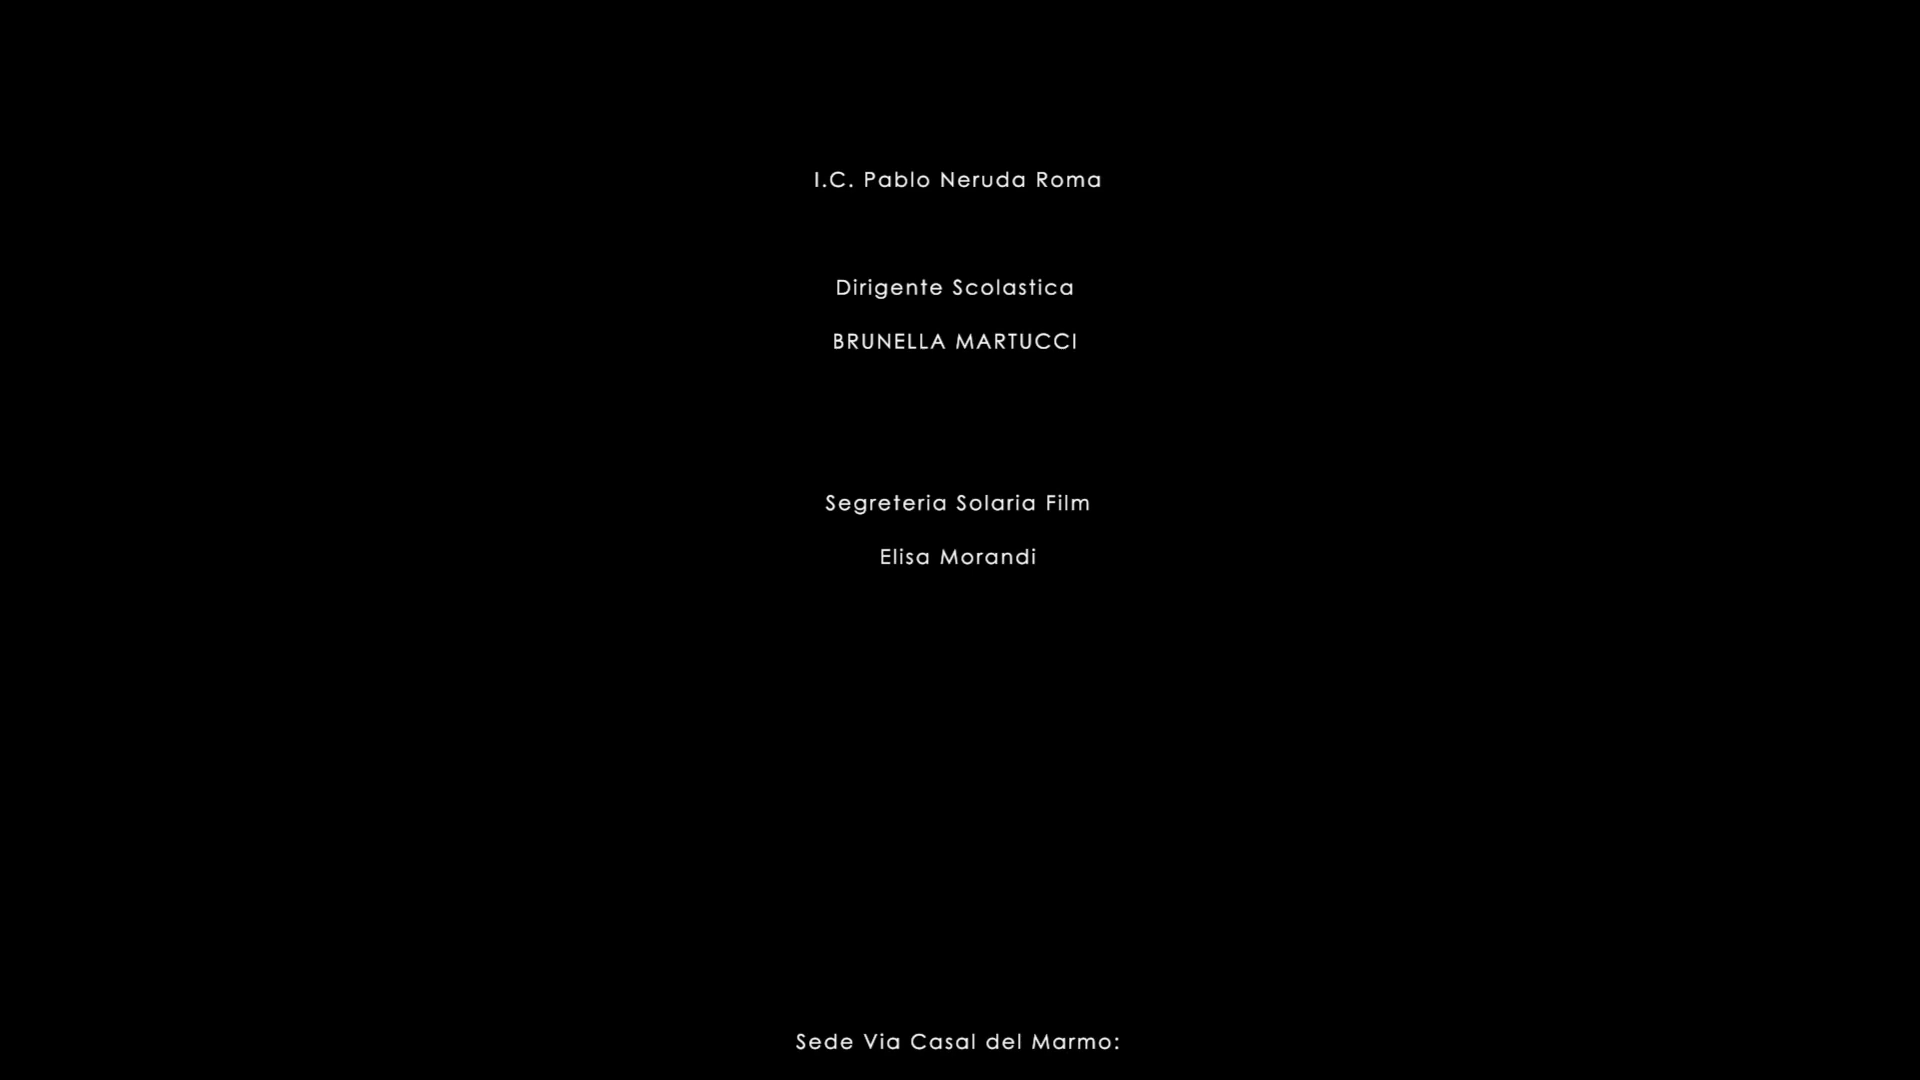 I.C. Pablo Neruda Roma
Dirigente Scolastica
BRUNELLA MARTUCCI
Segreteria Solaria Film
Elisa Morandi
Sede Via Casal del Marmo: